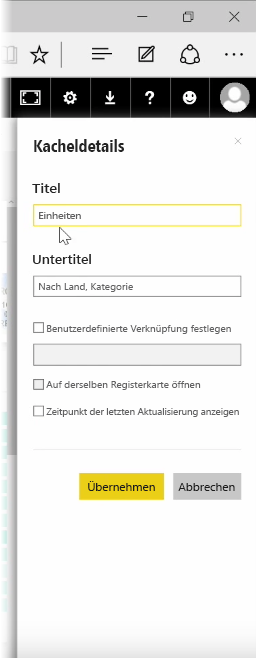 Kacheldetails
Titel
Einheiten
Untertitel
Nach Land, Kategorie
Benutzerdefinierte Verknüpfung festlegen
Auf derselben Registerkarte öffnen
Zeitpunkt der letzten Aktualisierung anzeigen
Übernehmen Abbrechen